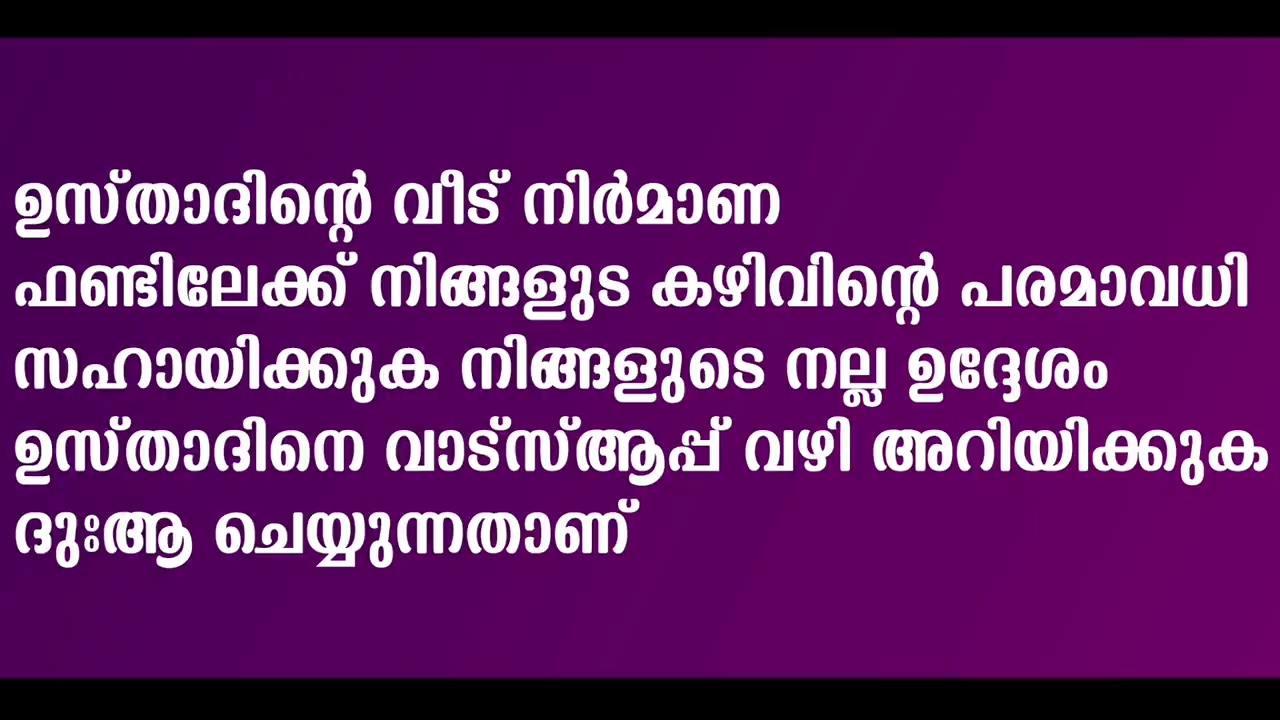 ഉസ്താദിന്റെ വീട് നിർമാണ
ഫണ്ടിലേക്ക് നിങ്ങളുട കഴിവിന്റെ പരമാവധി
സഹായിക്കുക നിങ്ങളുടെ നല്ല ഉദ്ദേശം
ഉസ്താദിനെ വാട്സ്ആപ്പ് വഴി അറിയിക്കുക
ദുഃആ ചെയ്യുന്നതാണ്